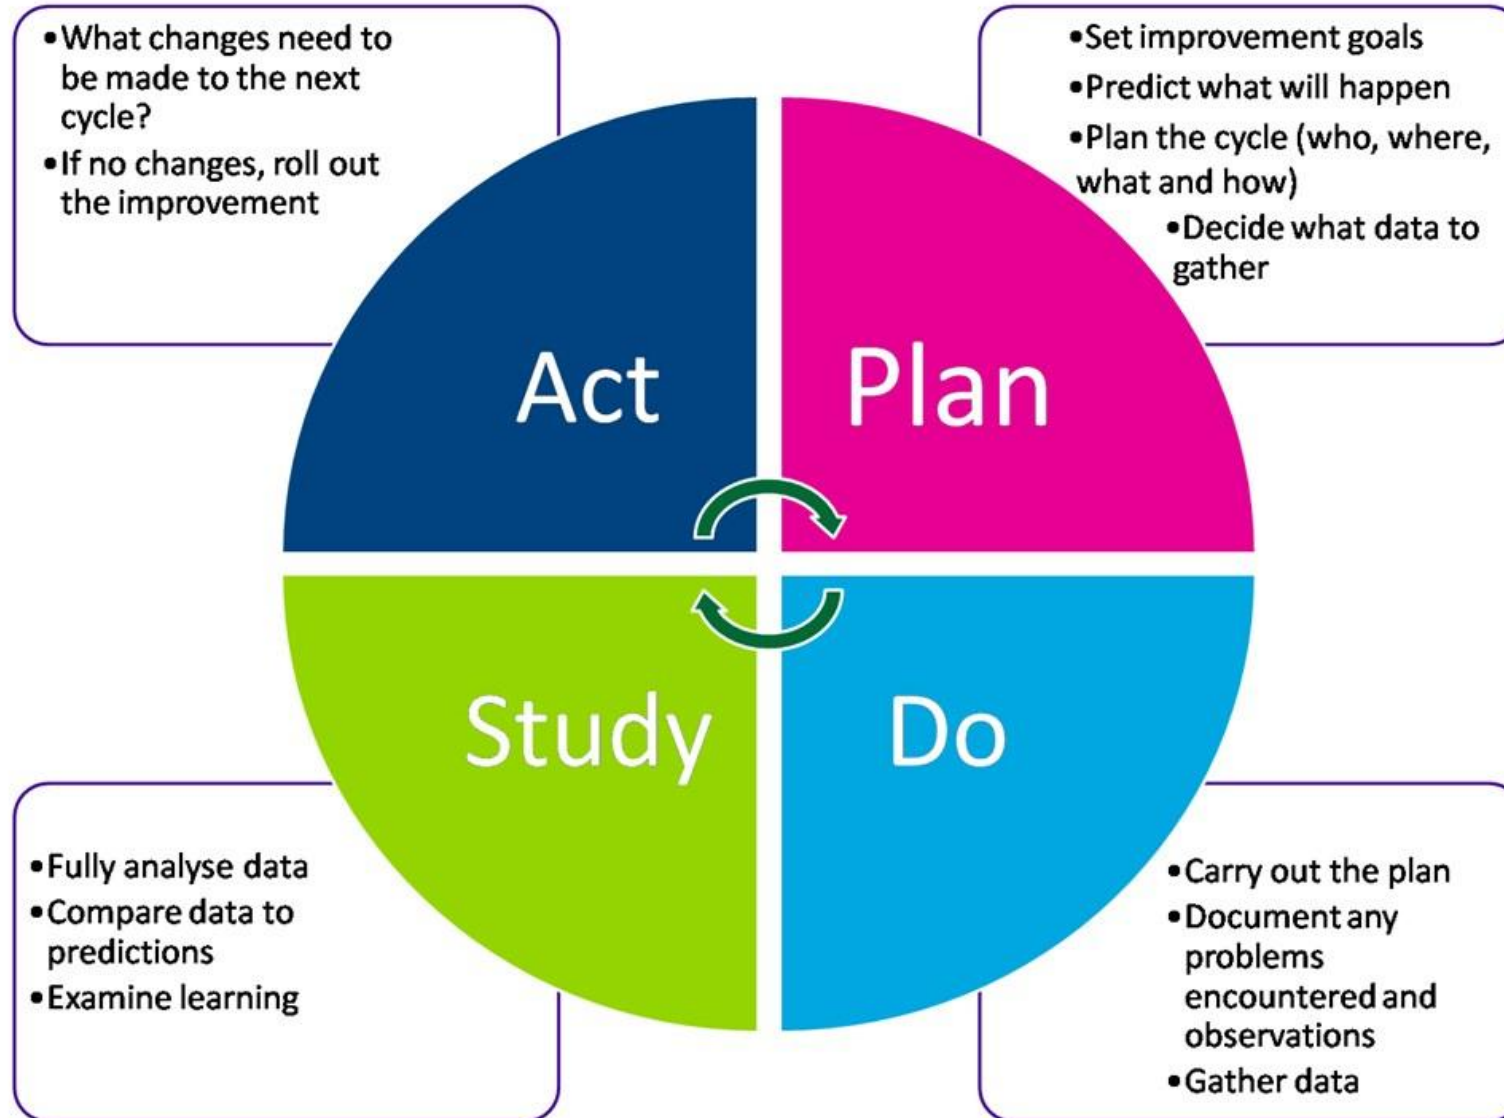 •What changes need to
be made to the next
cycle?
•If no changes, roll out
the improvement
•Set improvement goals
•Predict what will happen
•Plan the cycle (who, where,
what and how)
•Decide what data to
gather
Act
Plan
Study
Do
•Fully analyse data
•Compare data to
predictions
•Examine learning
•Carry out the plan
•Document any
problems
encountered and
observations
•Gather data